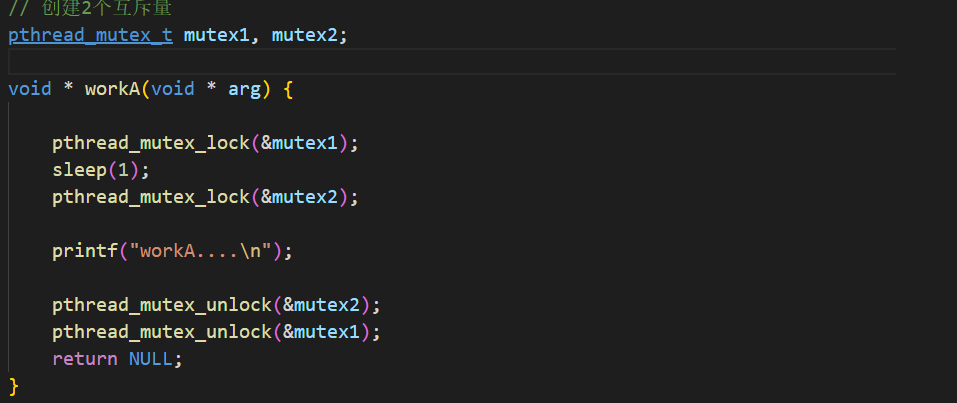 // 创建2个互斥量
pthread_mutex_t mutex1, mutex2;
void * workA(void * arg) {
pthread_mutex_lock(&mutex1);
sleep(1);
pthread_mutex_lock(&mutex2);
printf("workA....\n");
pthread_mutex_unlock(&mutex2);
pthread_mutex_unlock(&mutex1);
return NULL;
}